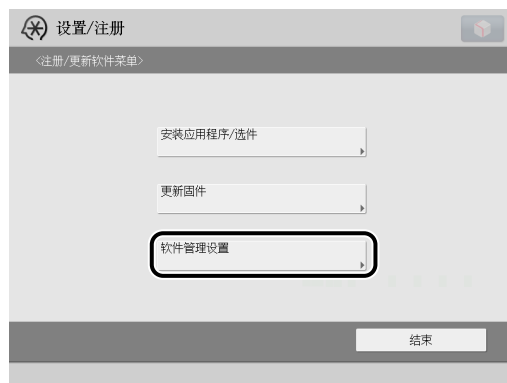 设置/注册
<注册/更新软件菜单>
安装应用程序/选件
更新固件
软件管理设置
结束